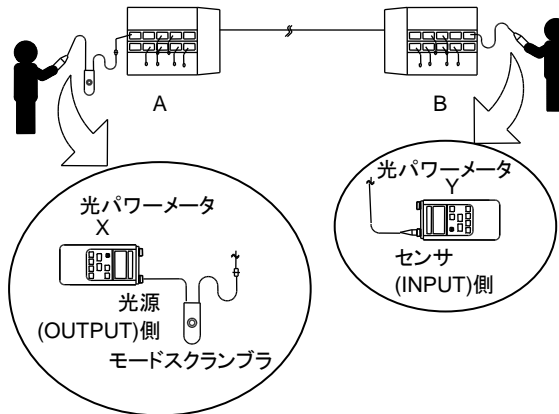 A
B
光パワーメータ
X
光源
(OUTPUT)側
モードスクランブラ
光パワーメータ
Y
センサ
(INPUT)側